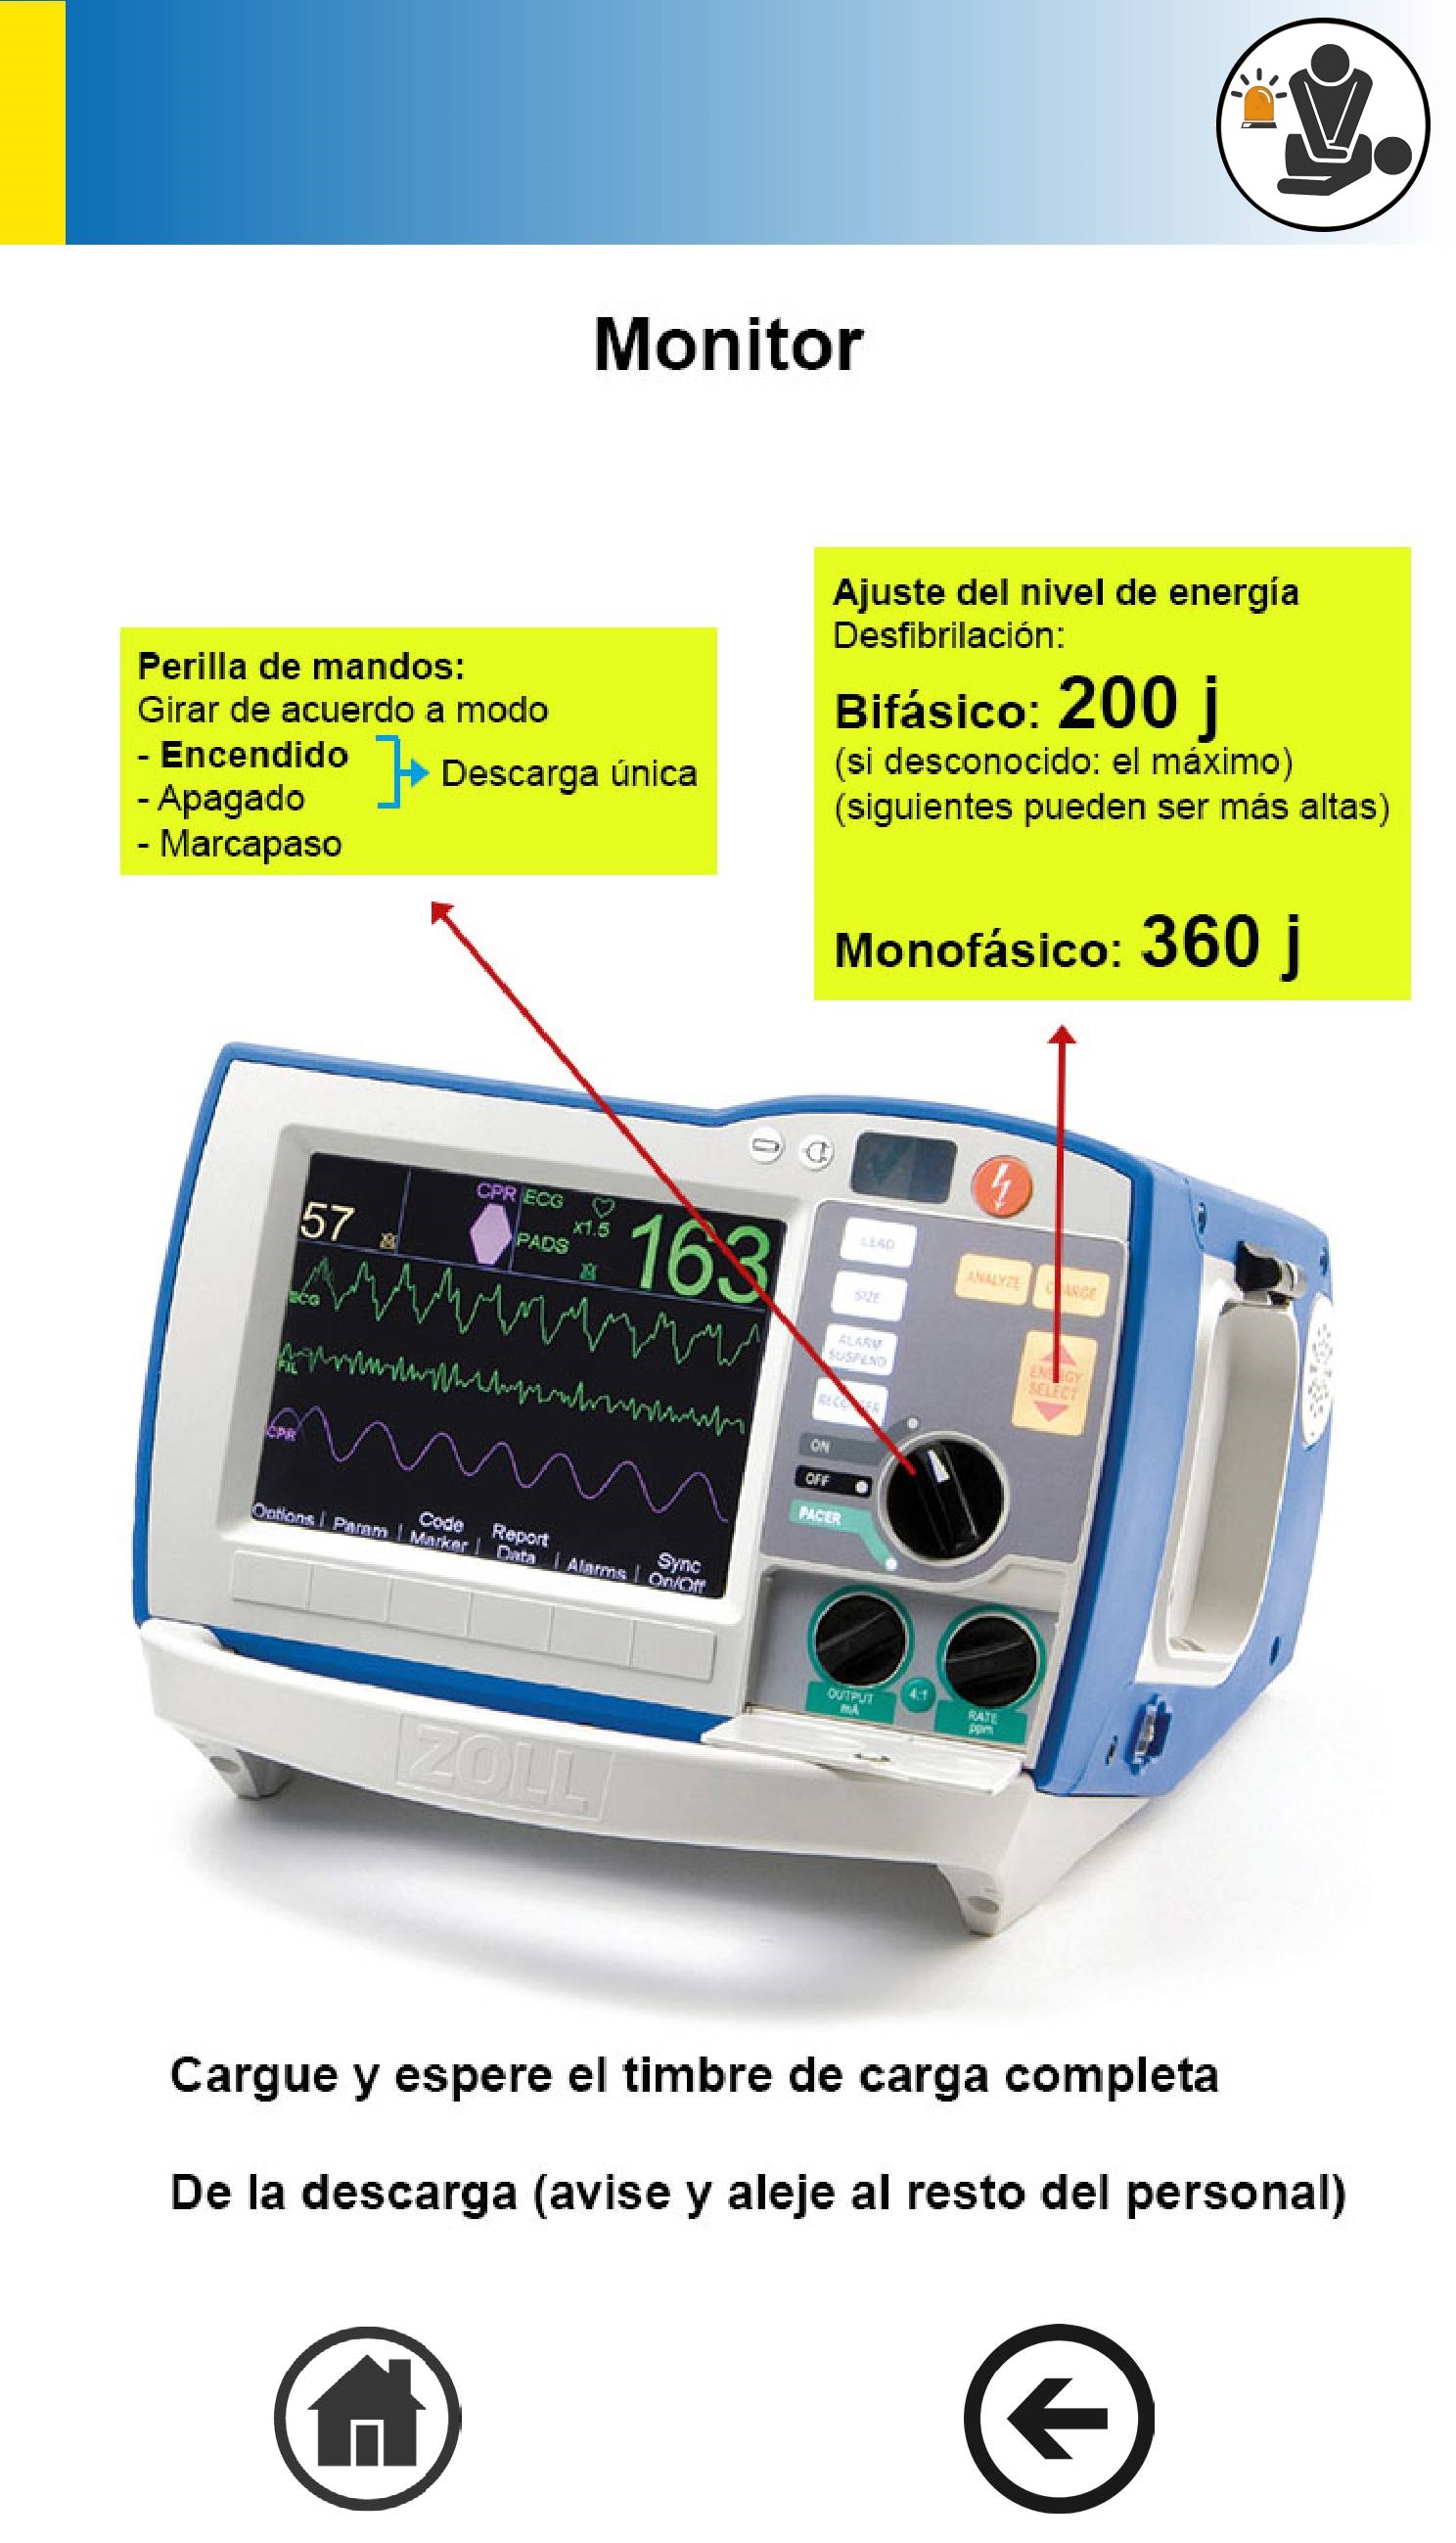 Monitor
Ajuste del nivel de energía
Desfibrilación:
Bifásico: 200 j
(si desconocido: el máximo)
(siguientes pueden ser más altas)
Monofásico: 360 j
Perilla de mandos:
Girar de acuerdo a modo
- Encendido
- Apagado
Descarga única
- Marcapaso
57
CPR
ECG
x1.5
PADS
163
ECG
FIL
CPR
Options
Param
Code
Marker
Report
Data
Alarms
Sync
On/Off
LEAD
SIZE
ALARM
SUSPEND
RECORDER
ANALYZE
CHARGE
ENERGY
SELECT
ON
OFF
PACER
OUTPUT
mA
4:1
RATE
ppm
ZOLL
Cargue y espere el timbre de carga completa
De la descarga (avise y aleje al resto del personal)